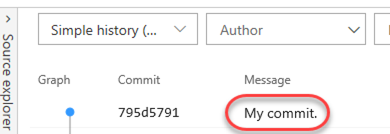 Source explorer
Simple history (...
Author
Graph
Commit
Message
795d5791
My commit.